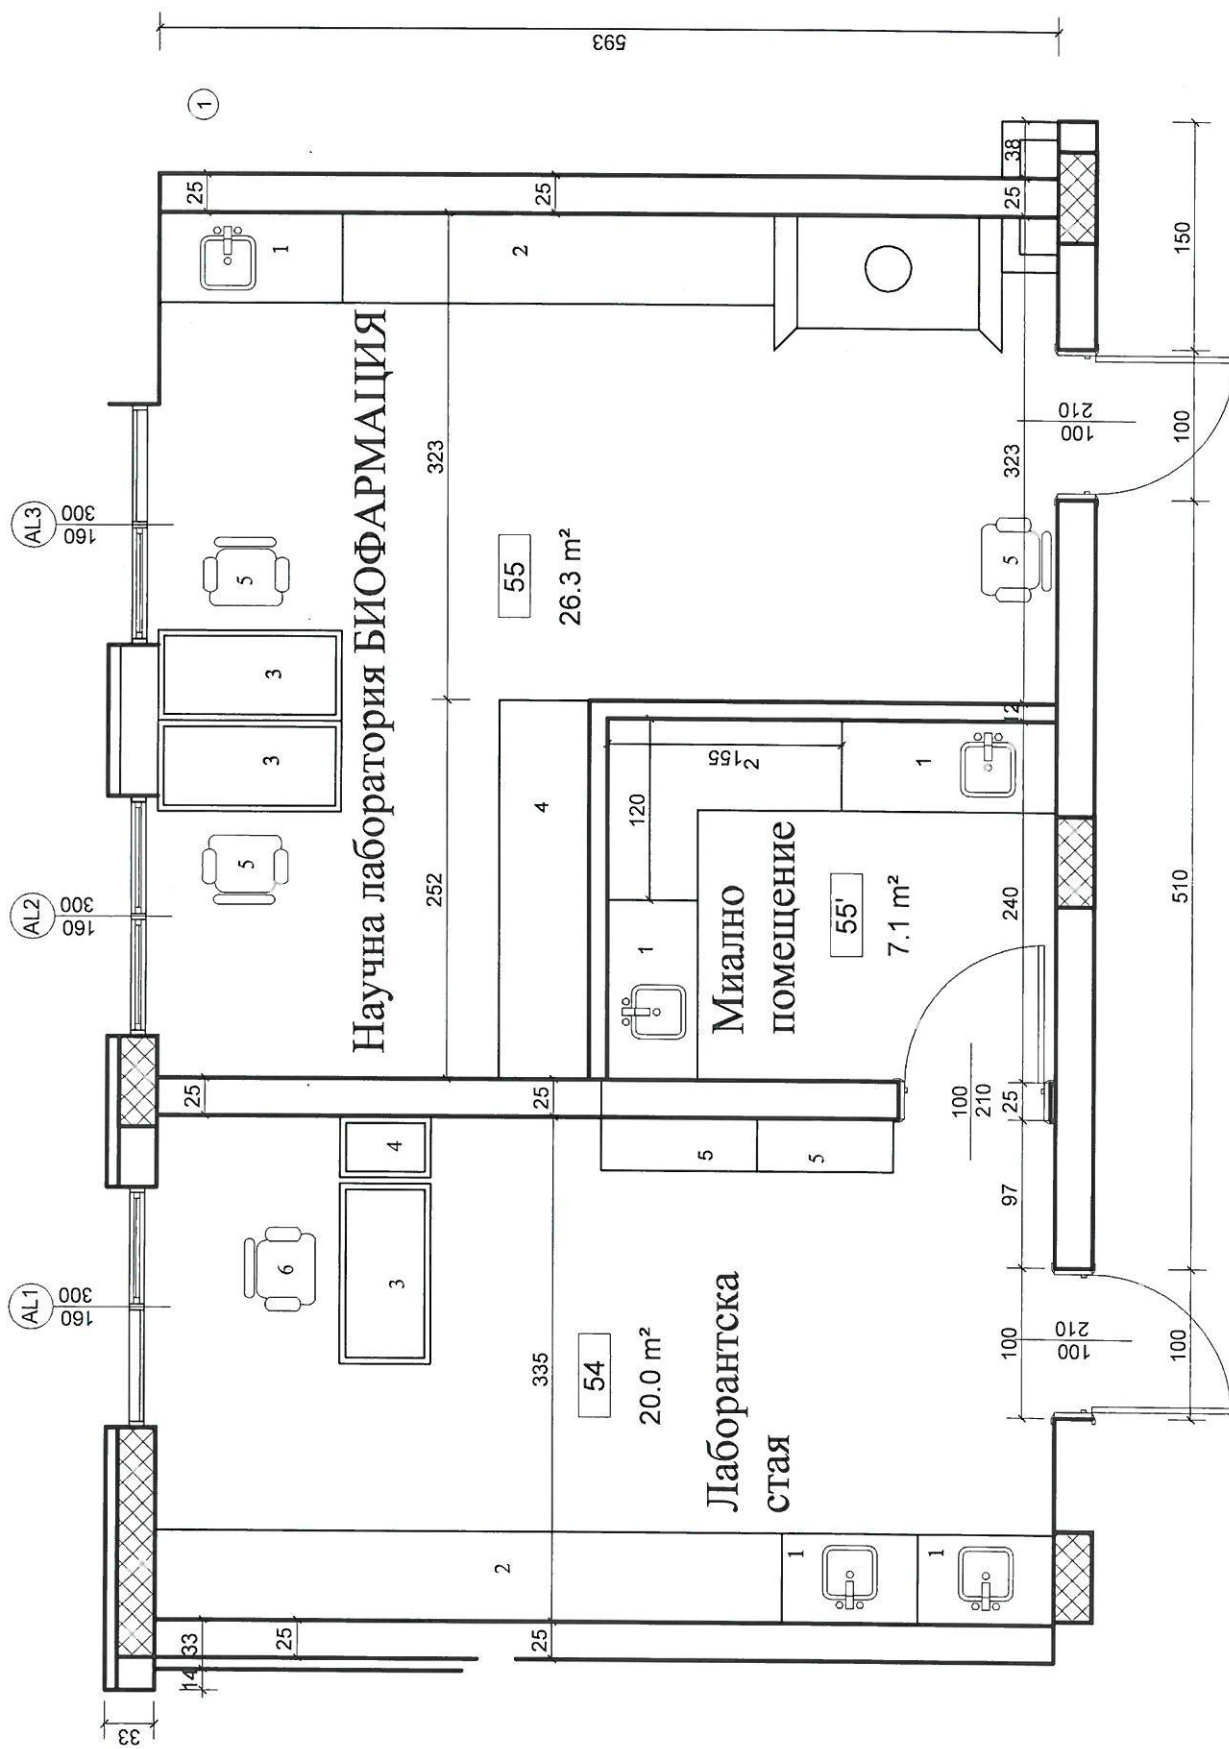 AL1 AL2 AL3
300 300 300
160 160 160
33
14 33 25 25 1
25
6 5 5 3 3 1
Научна лаборатория БИОФАРМАЦИЯ
3 4
252 323
2 4 2
25 335 25 25
55
26.3 m²
54
20.0 m²
593
1 120
5 155 2
Лаборантска
стая
Миално
помещение
1 5 1
55'
7.1 m²
1 100 210
100 97 25 240 12 5 323 25 38
210 210
100 100
100 510 100 150